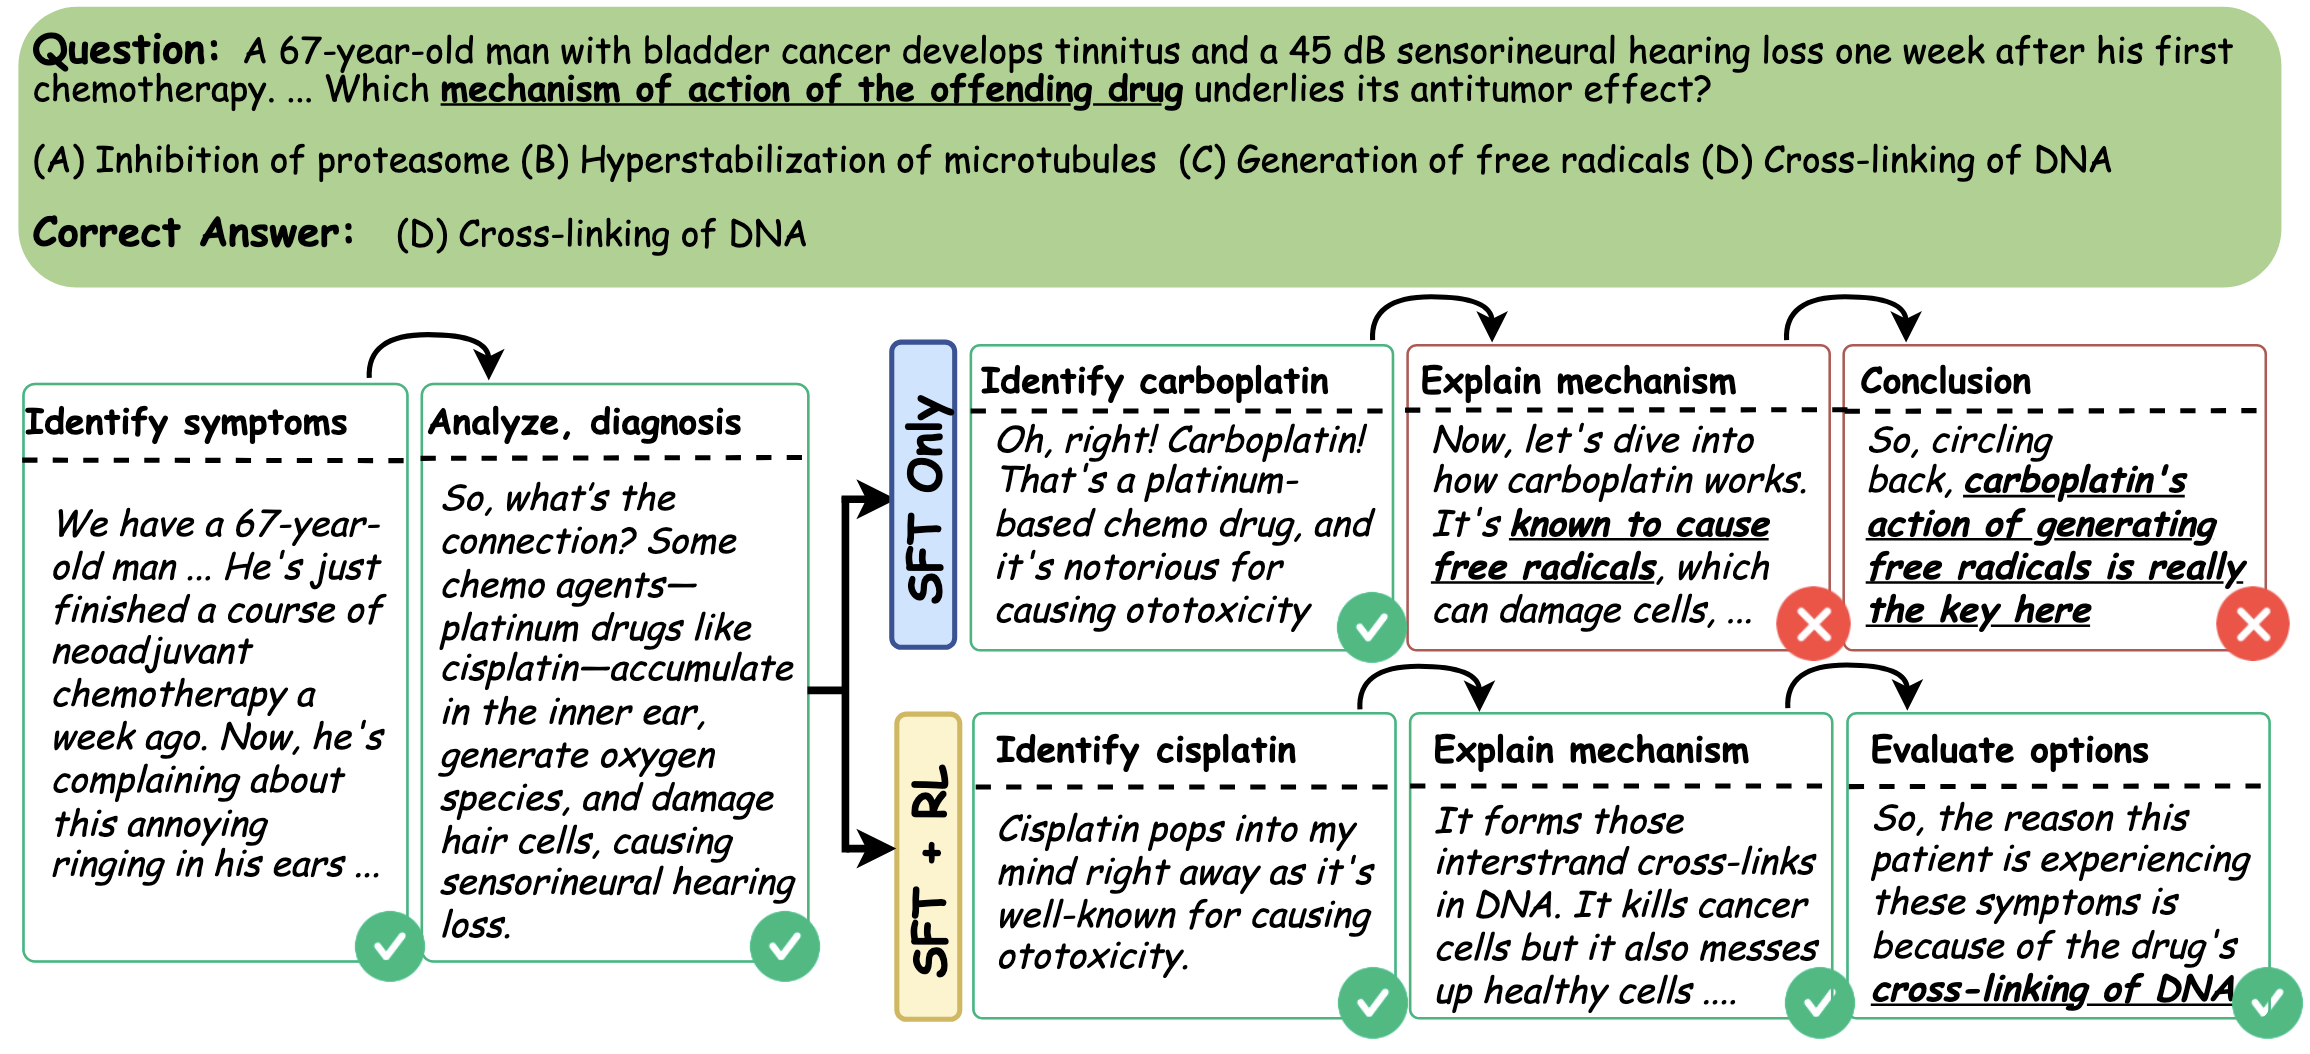 Question: A 67-year-old man with bladder cancer develops tinnitus and a 45 dB sensorineural hearing loss one week after his first
chemotherapy. ... Which mechanism of action of the offending drug underlies its antitumor effect?
(A) Inhibition of proteasome (B) Hyperstabilization of microtubules (C) Generation of free radicals (D) Cross-linking of DNA
Correct Answer: (D) Cross-linking of DNA
Identify symptoms
We have a 67-year-
old man ... He's just
finished a course of
neoadjuvant
chemotherapy a
week ago. Now, he's
complaining about
this annoying
ringing in his ears ...
Analyze, diagnosis
So, what's the
connection? Some
chemo agents—
platinum drugs like
cisplatin—accumulate
in the inner ear,
generate oxygen
species, and damage
hair cells, causing
sensorineural hearing
loss.
SFT Only
Identify carboplatin
Oh, right! Carboplatin!
That's a platinum-
based chemo drug, and
it's notorious for
causing ototoxicity
Explain mechanism
Now, let's dive into
how carboplatin works.
It's known to cause
free radicals, which
can damage cells, ...
Conclusion
So, circling
back, carboplatin's
action of generating
free radicals is really
the key here
SFT + RL
Identify cisplatin
Cisplatin pops into my
mind right away as it's
well-known for causing
ototoxicity.
Explain mechanism
It forms those
interstrand cross-links
in DNA. It kills cancer
cells but it also messes
up healthy cells ....
Evaluate options
So, the reason this
patient is experiencing
these symptoms is
because of the drug's
cross-linking of DNA